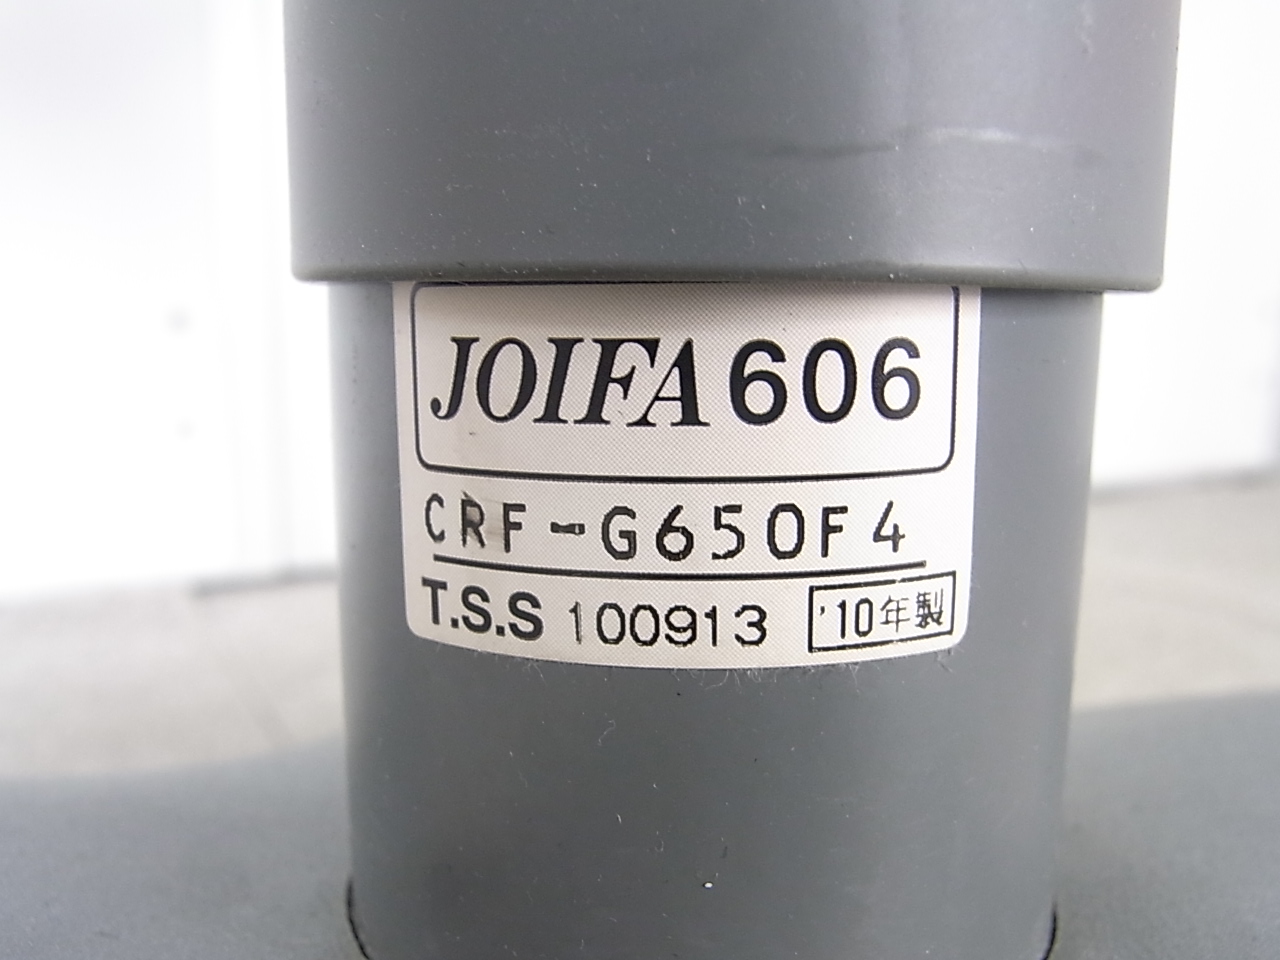 JOIFA 606
CRF-G650F4
T.S.S 100913 '10年製